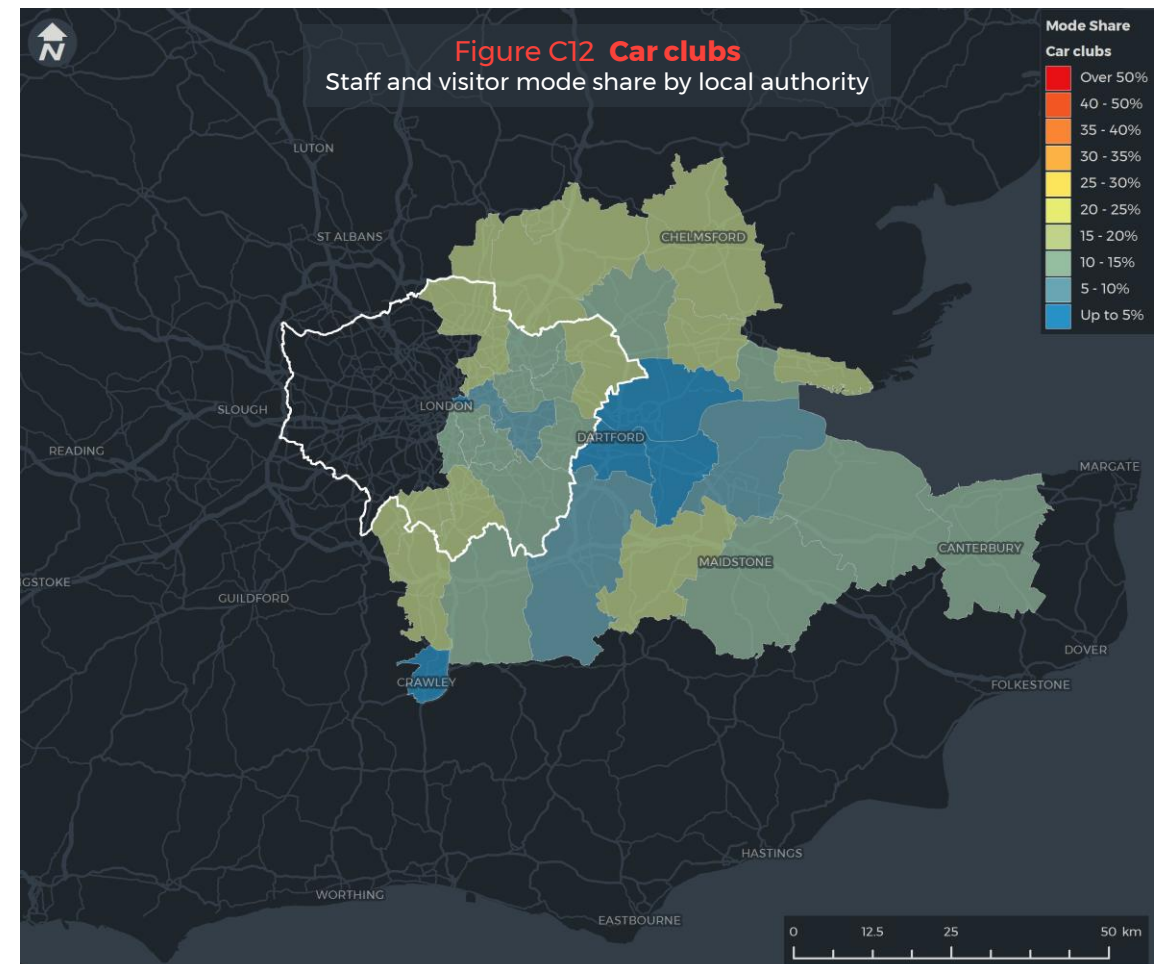 N
Figure C12 Car clubs
Staff and visitor mode share by local authority
Mode Share
Car clubs
Over 50%
40 - 50%
35 - 40%
30 - 35%
25 - 30%
20 - 25%
15 - 20%
10 - 15%
5 - 10%
Up to 5%
LUTON
ST ALBANS
CHELMSFORD
SLOUGH
LONDON
READING
DARTFORD
MARGATE
CANTERBURY
MAIDSTONE
GSTOKE
GUILDFORD
DOVER
CRAWLEY
FOLKESTONE
HASTINGS
WORTHING
EASTBOURNE
0 12.5 25 50 km